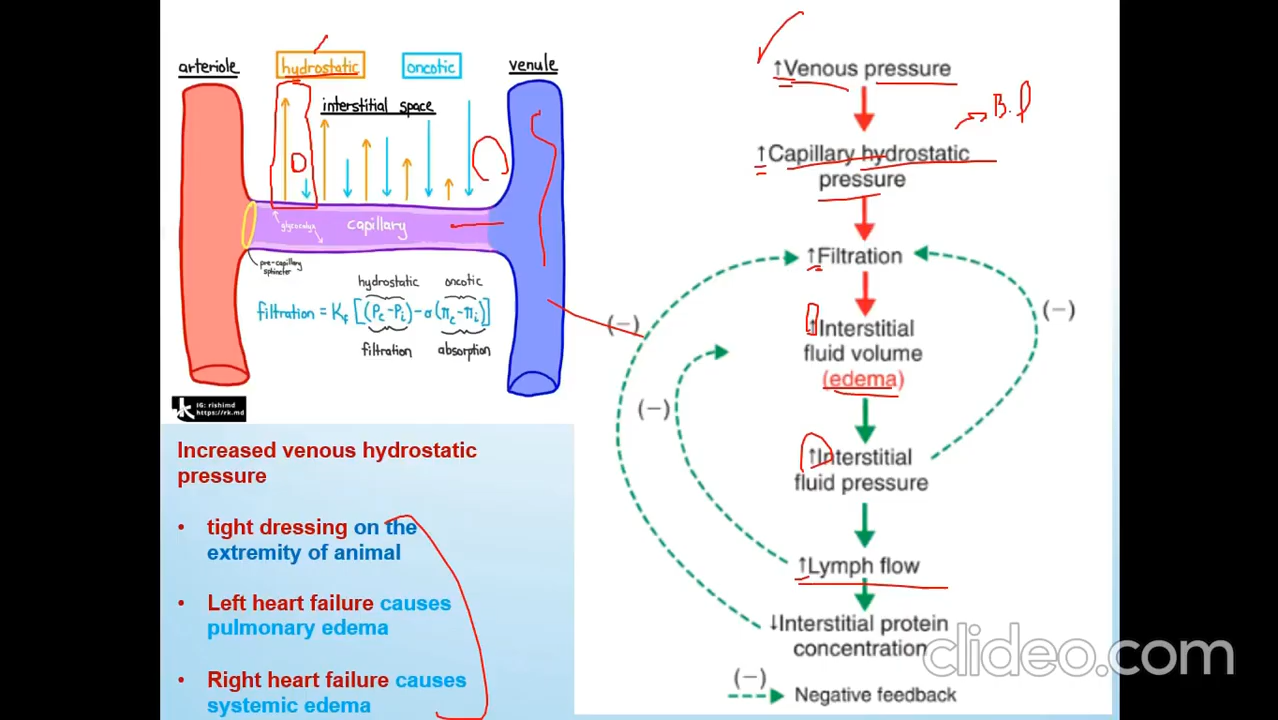 arteriole
hydrostatic
oncotic
venule
interstitial space
glycocalyx
capillary
pre-capillary
sphincter
hydrostatic oncotic
filtration = Kf [(Pc-Pi) - σ(πc-πi)]
filtration absorption
IG: rishimd
https://rk.md
Increased venous hydrostatic
pressure
• tight dressing on the
extremity of animal
• Left heart failure causes
pulmonary edema
• Right heart failure causes
systemic edema
↑Venous pressure
B.P
↑Capillary hydrostatic
pressure
↑Filtration
(−)
(−)
↑Interstitial
fluid volume
(edema)
(−)
↑Interstitial
fluid pressure
↑Lymph flow
↓Interstitial protein
concentration
clideo.com
(−)
Negative feedback